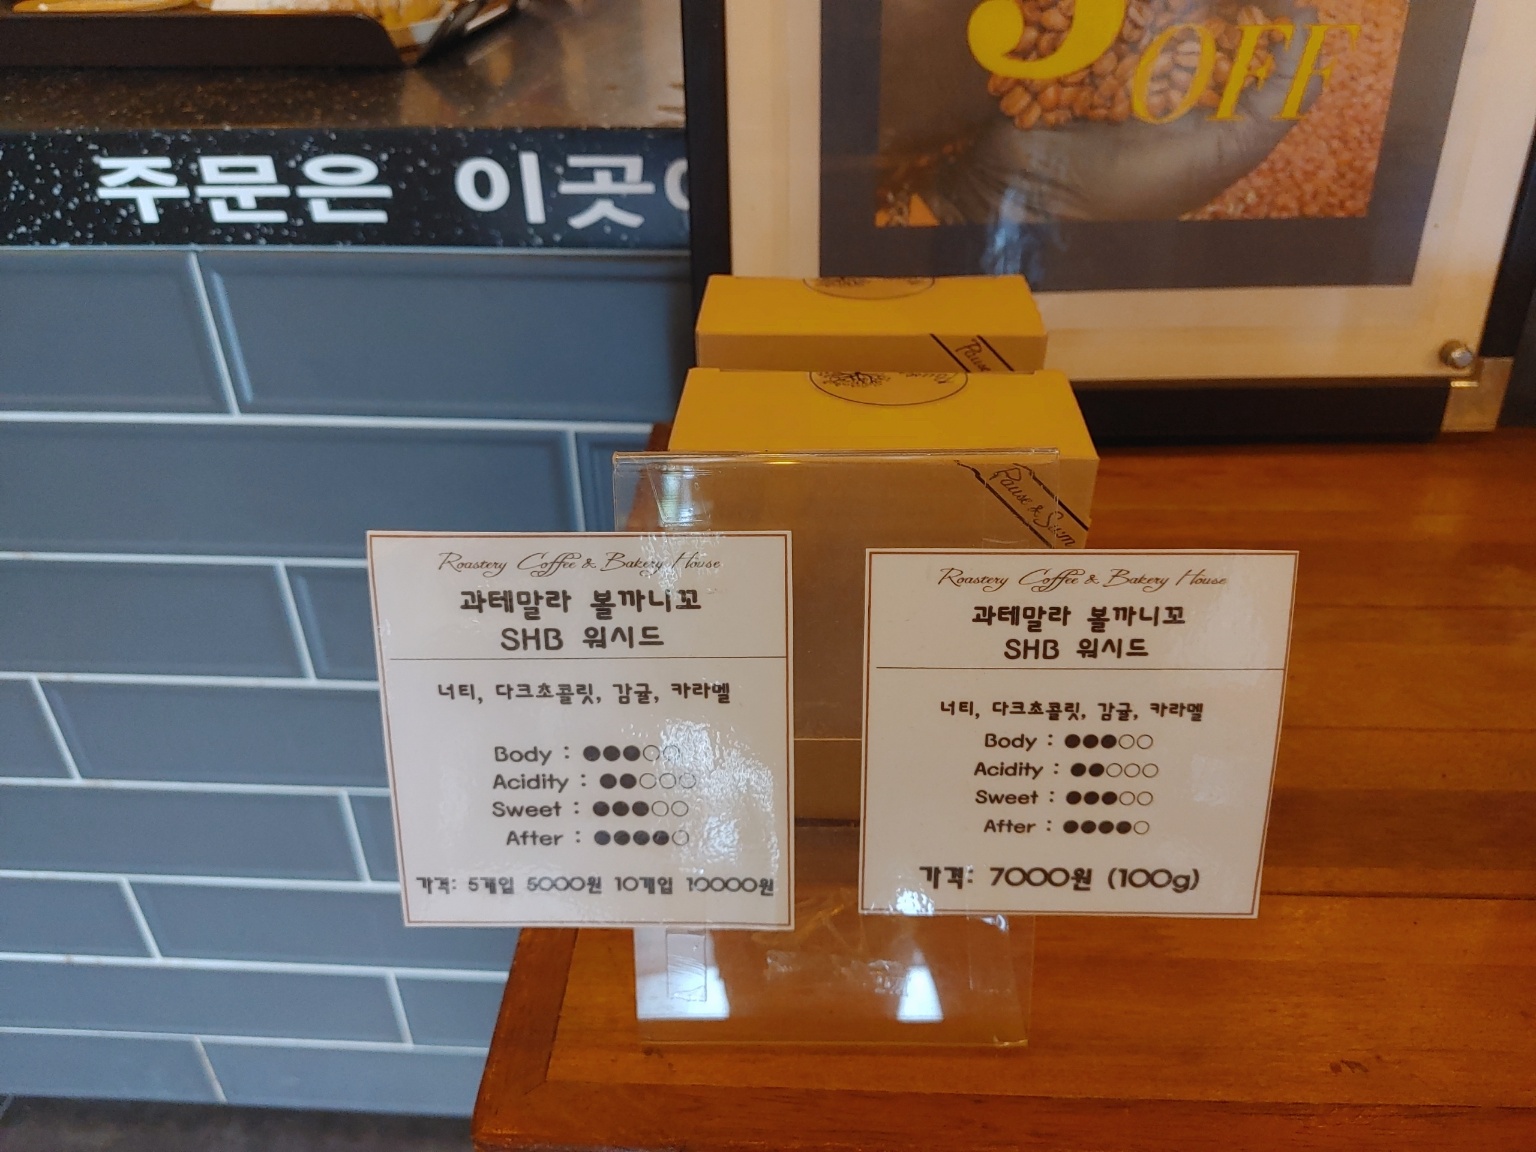 OFF
주문은 이곳
Pause
Pause & Suum
Roastery Coffee & Bakery House
과테말라 볼까니꼬
SHB 워시드
너티, 다크초콜릿, 감귤, 카라멜
Body : ●●●○○
Acidity : ●●○○○
Sweet : ●●●○○
After : ●●●●○
가격: 5개입 5000원 10개입 10000원
Roastery Coffee & Bakery House
과테말라 볼까니꼬
SHB 워시드
너티, 다크초콜릿, 감귤, 카라멜
Body : ●●●○○
Acidity : ●●○○○
Sweet : ●●●○○
After : ●●●●○
가격: 7000원 (100g)